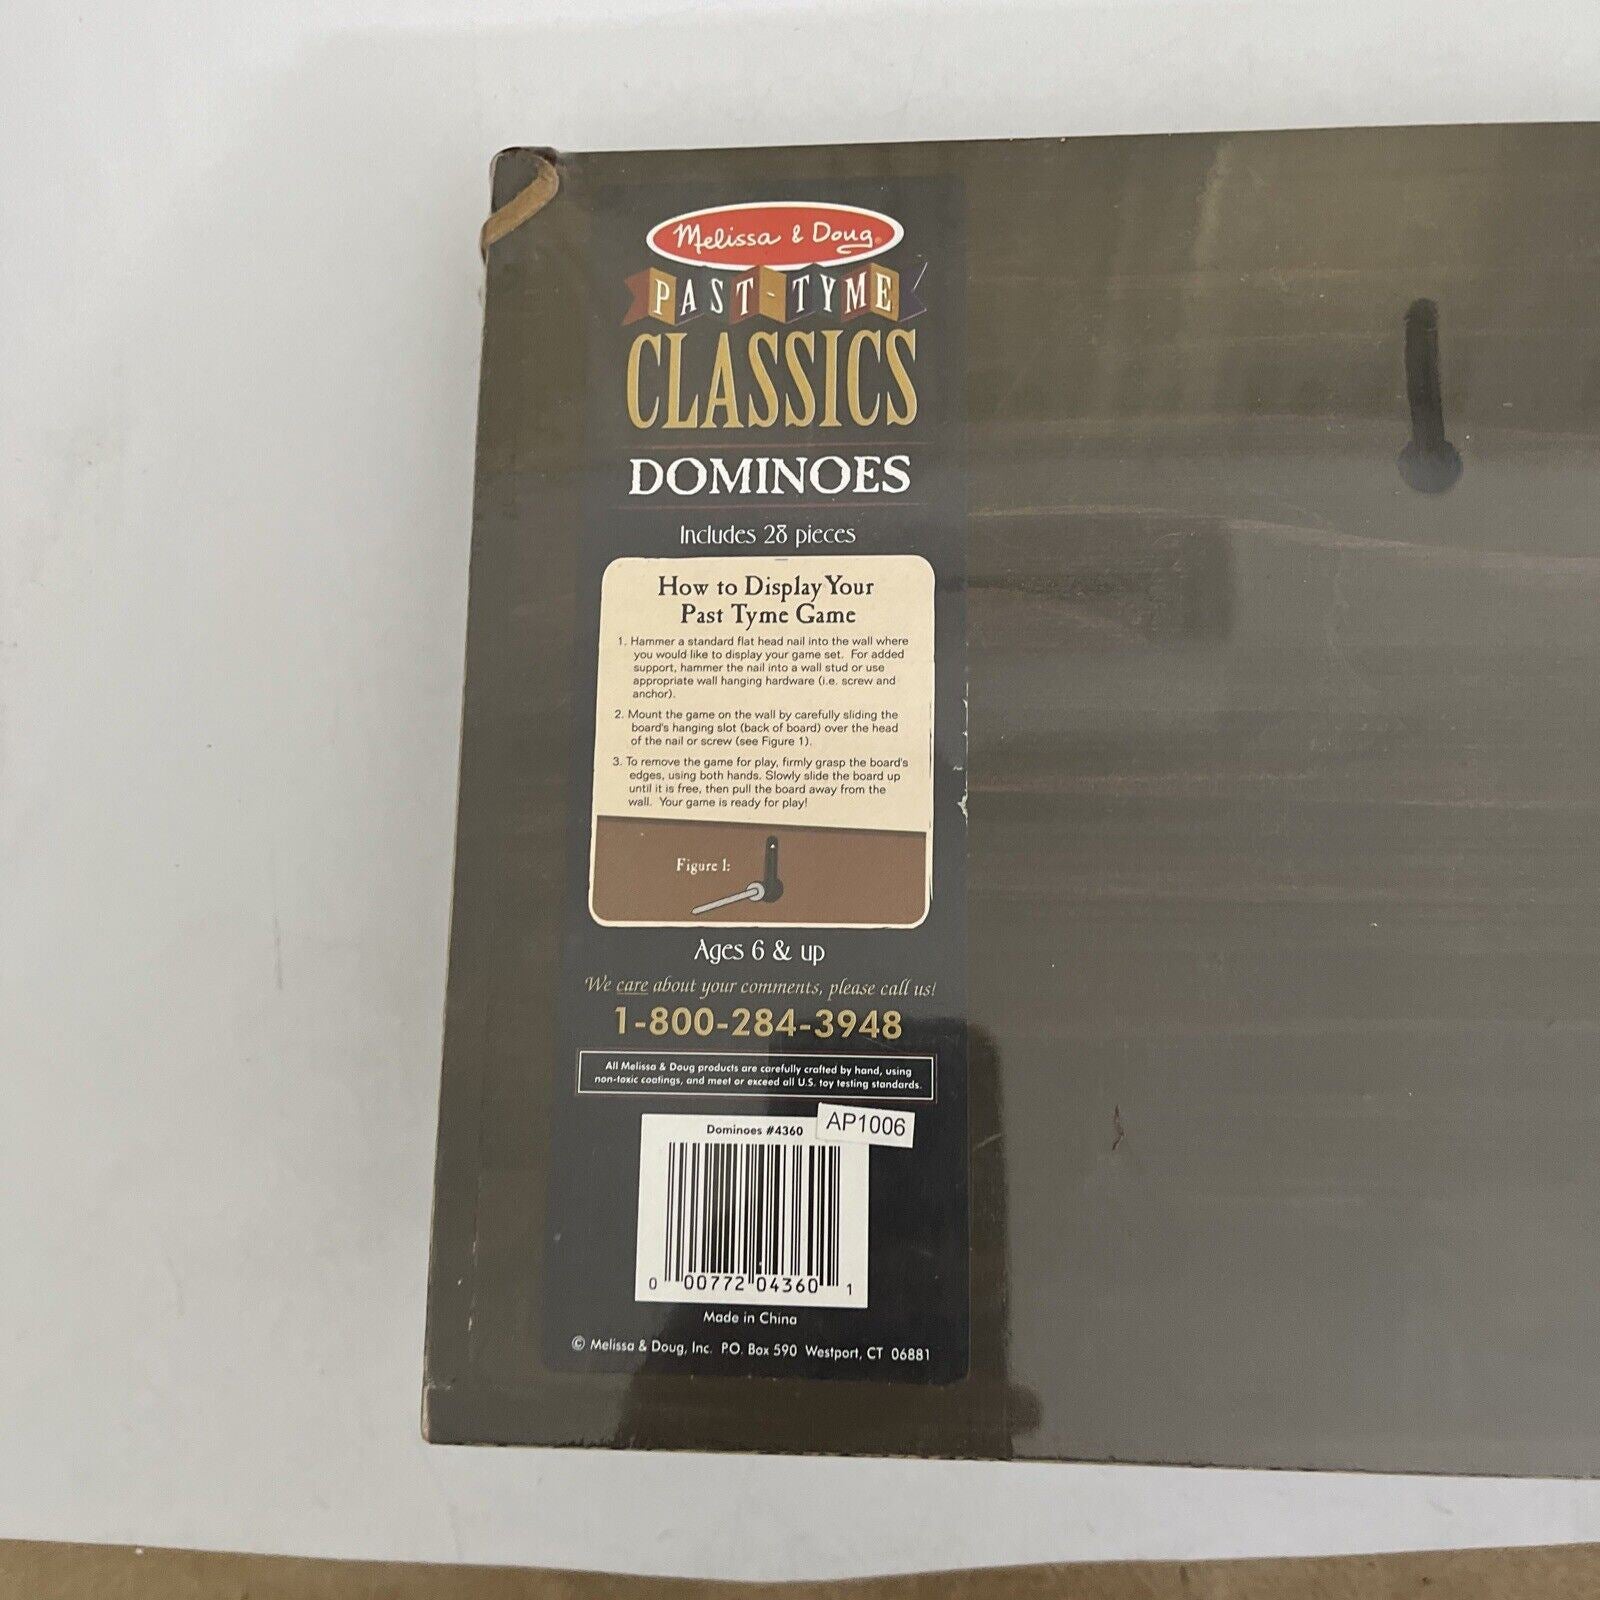 Melissa & Doug®
PAST-TYME
CLASSICS
DOMINOES
Includes 28 pieces
How to Display Your
Past Tyme Game
1. Hammer a standard flat head nail into the wall where
you would like to display your game set. For added
support, hammer the nail into a wall stud or use
appropriate wall hanging hardware (i.e. screw and
anchor).
2. Mount the game on the wall by carefully sliding the
board's hanging slot (back of board) over the head
of the nail or screw (see Figure 1).
3. To remove the game for play, firmly grasp the board's
edges, using both hands. Slowly slide the board up
until it is free, then pull the board away from the
wall. Your game is ready for play!
Figure 1:
Ages 6 & up
We care about your comments, please call us!
1-800-284-3948
All Melissa & Doug products are carefully crafted by hand, using
non-toxic coatings, and meet or exceed all U.S. toy testing standards.
Dominoes #4360
AP1006
0 00772 04360 1
Made in China
© Melissa & Doug, Inc. P.O. Box 590 Westport, CT 06881